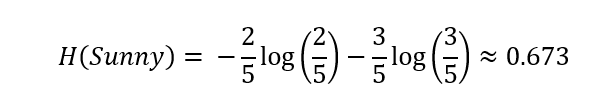 H(Sunny) = −2/5 log(2/5) − 3/5 log(3/5) ≈ 0.673